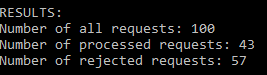 RESULTS:
Number of all requests: 100
Number of processed requests: 43
Number of rejected requests: 57